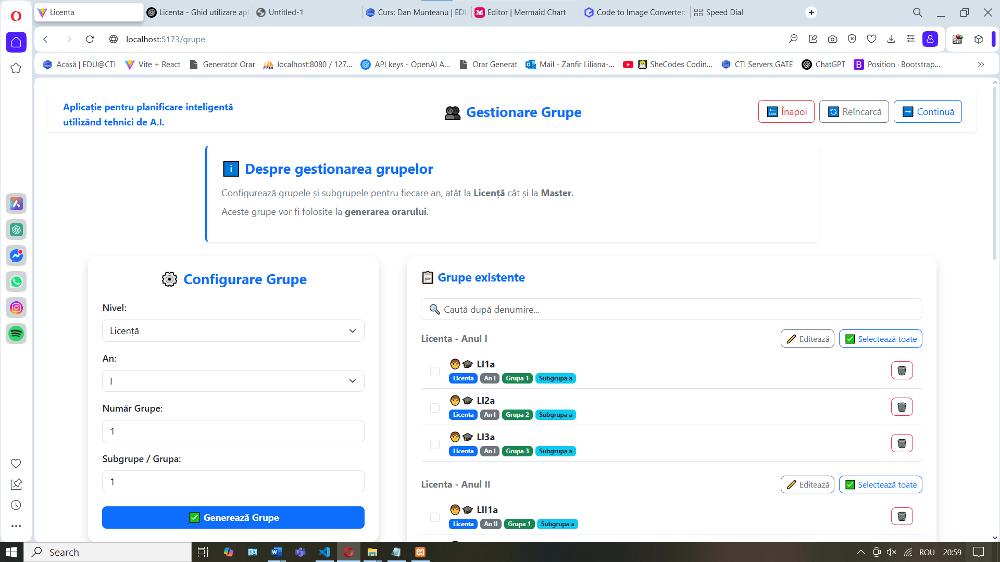 Licenta
Licenta - Ghid utilizare apl
Untitled-1
Curs: Dan Munteanu | EDU
Editor | Mermaid Chart
Code to Image Converter:
Speed Dial
localhost:5173/grupe
Acasă | EDU@CTI
Vite + React
Generator Orar
localhost:8080 / 127...
API keys - OpenAI A...
Orar Generat
Mail - Zanfir Liliana-...
SheCodes Codin...
CTI Servers GATE
ChatGPT
Position · Bootstrap...
Aplicație pentru planificare inteligentă
utilizând tehnici de A.I.
Gestionare Grupe
Înapoi
Reîncarcă
Continuă
Despre gestionarea grupelor
Configurează grupele și subgrupele pentru fiecare an, atât la Licență cât și la Master.
Aceste grupe vor fi folosite la generarea orarului.
Configurare Grupe
Nivel:
Licență
An:
I
Număr Grupe:
1
Subgrupe / Grupa:
1
Generează Grupe
Grupe existente
Caută după denumire...
Licenta - Anul I
Editează
Selectează toate
LI1a
Licenta An I Grupa 1 Subgrupa a
LI2a
Licenta An I Grupa 2 Subgrupa a
LI3a
Licenta An I Grupa 3 Subgrupa a
Licenta - Anul II
Editează
Selectează toate
LII1a
Licenta An II Grupa 1 Subgrupa a
Search
ROU
20:59